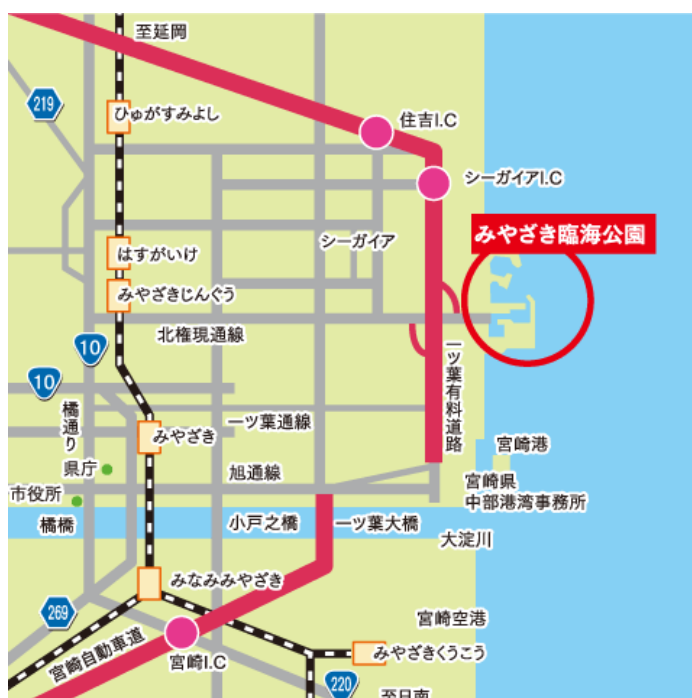 至延岡
219
ひゅがすみよし
住吉I.C
シーガイアI.C
みやざき臨海公園
シーガイア
はすがいけ
みやざきじんぐう
北権現通線
10
10
一ツ葉有料道路
橘通り
一ツ葉通線
みやざき
宮崎港
県庁
旭通線
宮崎県
中部港湾事務所
市役所
橘橋
小戸之橋
一ツ葉大橋
大淀川
みなみみやざき
269
宮崎空港
宮崎自動車道
宮崎I.C
みやざきくうこう
220
至日南